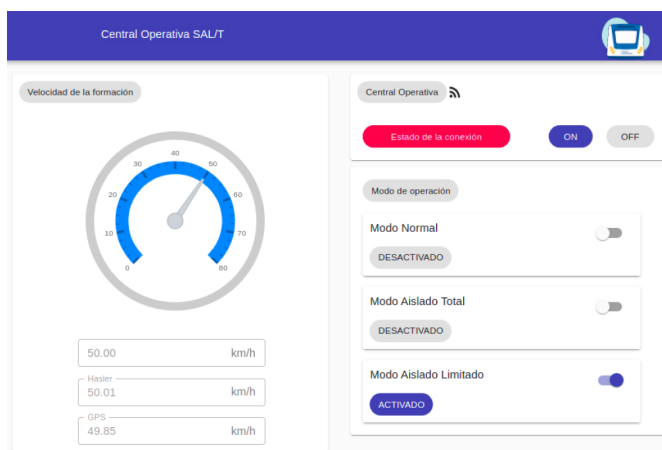 Central Operativa SAL/T
Velocidad de la formación
0
10
20
30
40
50
60
70
80
50.00 km/h
Hasler
50.01 km/h
GPS
49.85 km/h
Central Operativa
Estado de la conexión
ON
OFF
Modo de operación
Modo Normal
DESACTIVADO
Modo Aislado Total
DESACTIVADO
Modo Aislado Limitado
ACTIVADO